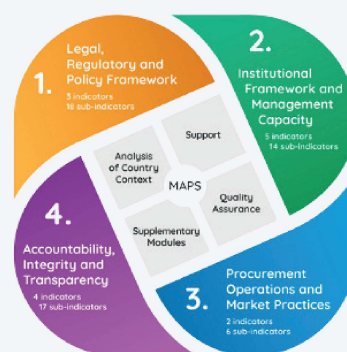 1.
Legal,
Regulatory and
Policy Framework
3 indicators
18 sub-indicators
2.
Institutional
Framework and
Management
Capacity
5 indicators
14 sub-indicators
Support
Analysis
of Country
Context
MAPS
Quality
Assurance
Supplementary
Modules
4.
Accountability,
Integrity and
Transparency
4 indicators
17 sub-indicators
3.
Procurement
Operations and
Market Practices
2 indicators
6 sub-indicators